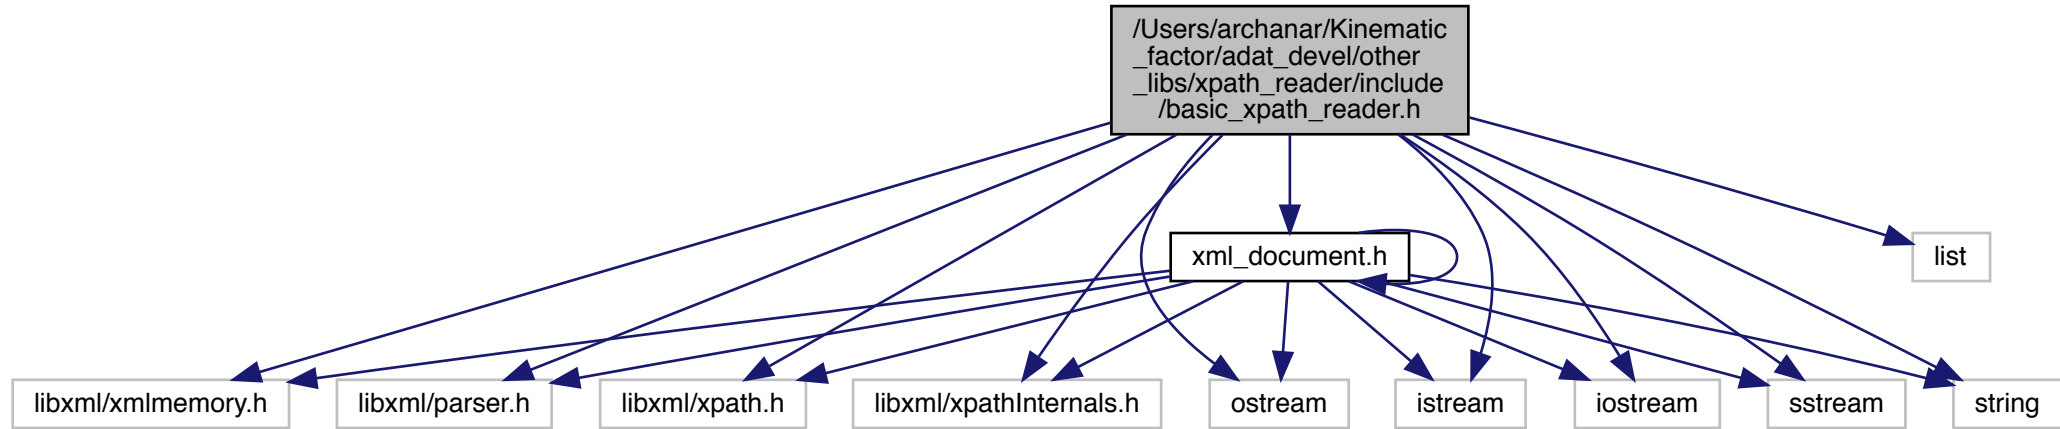 /Users/archanar/Kinematic
_factor/adat_devel/other
_libs/xpath_reader/include
/basic_xpath_reader.h
xml_document.h
list
libxml/xmlmemory.h
libxml/parser.h
libxml/xpath.h
libxml/xpathInternals.h
ostream
istream
iostream
sstream
string